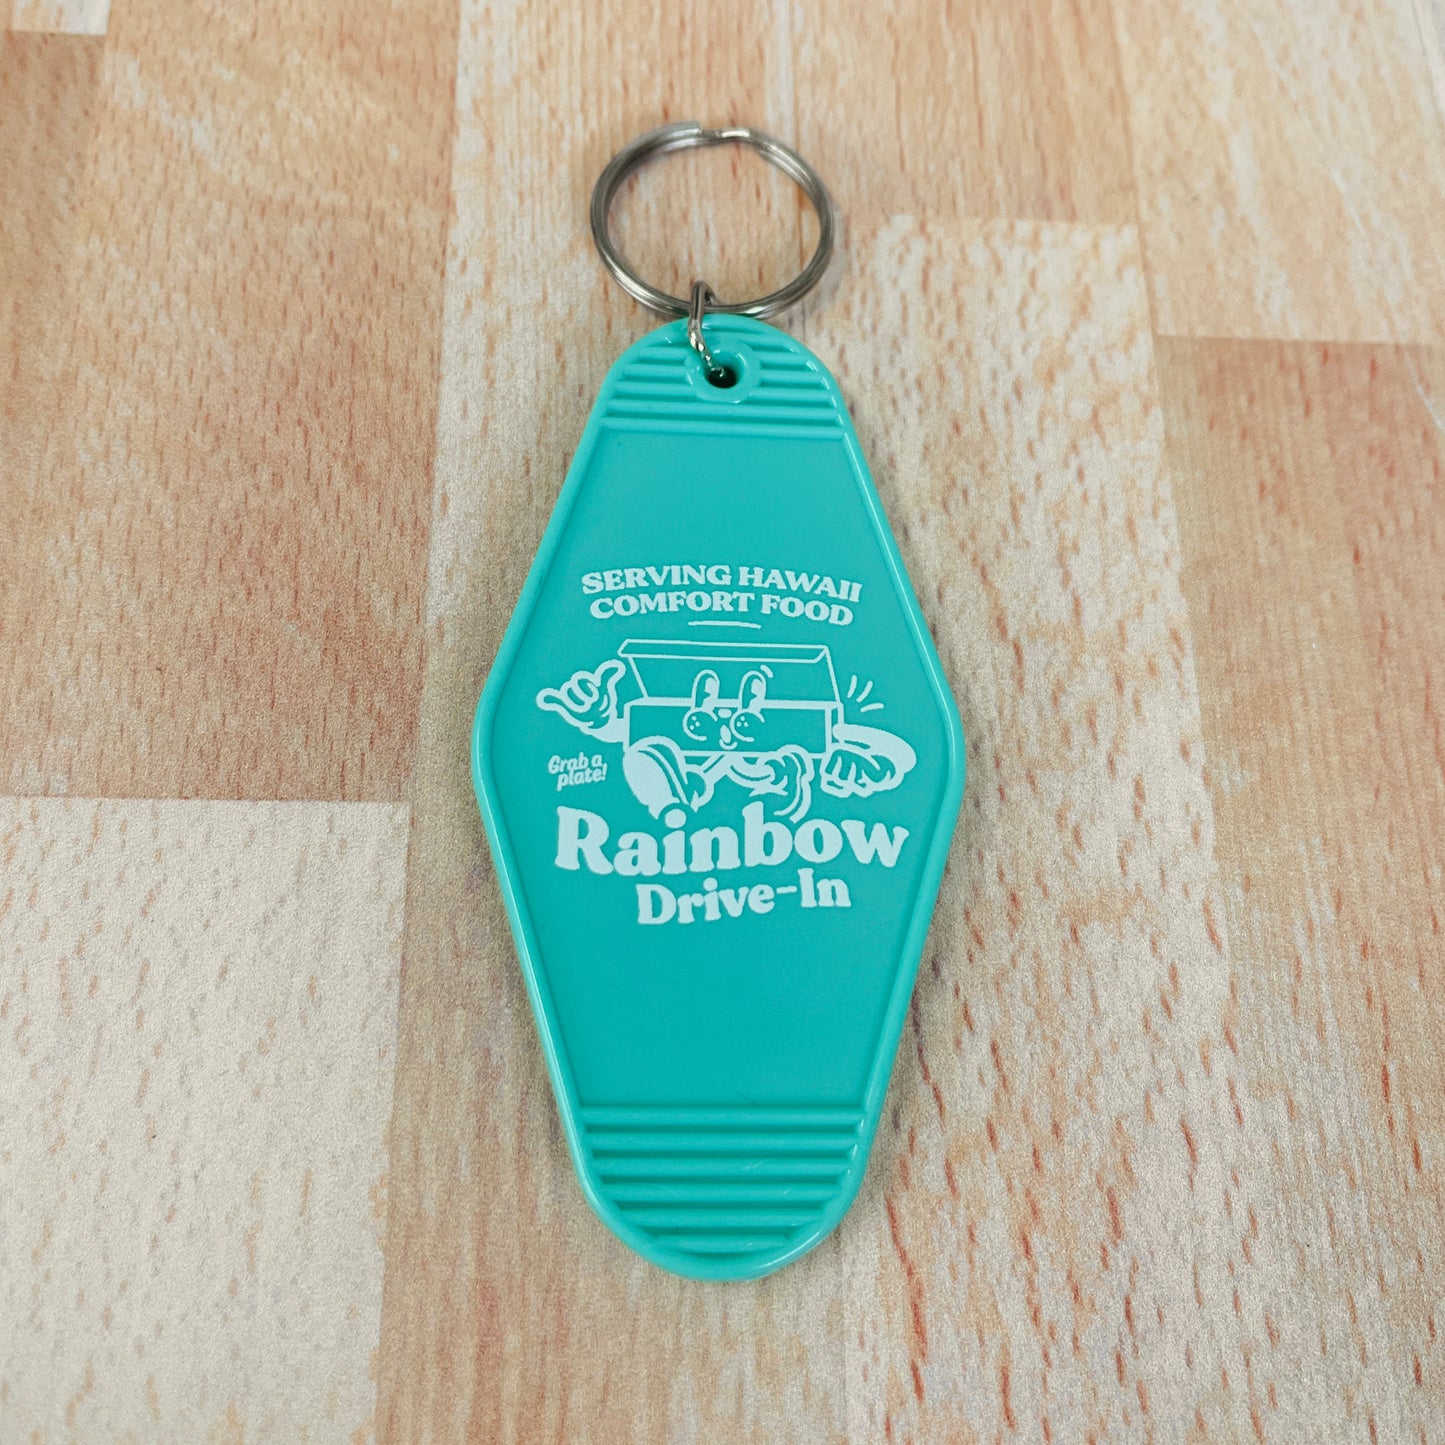 SERVING HAWAII
COMFORT FOOD
Grab a
plate!
Rainbow
Drive-In